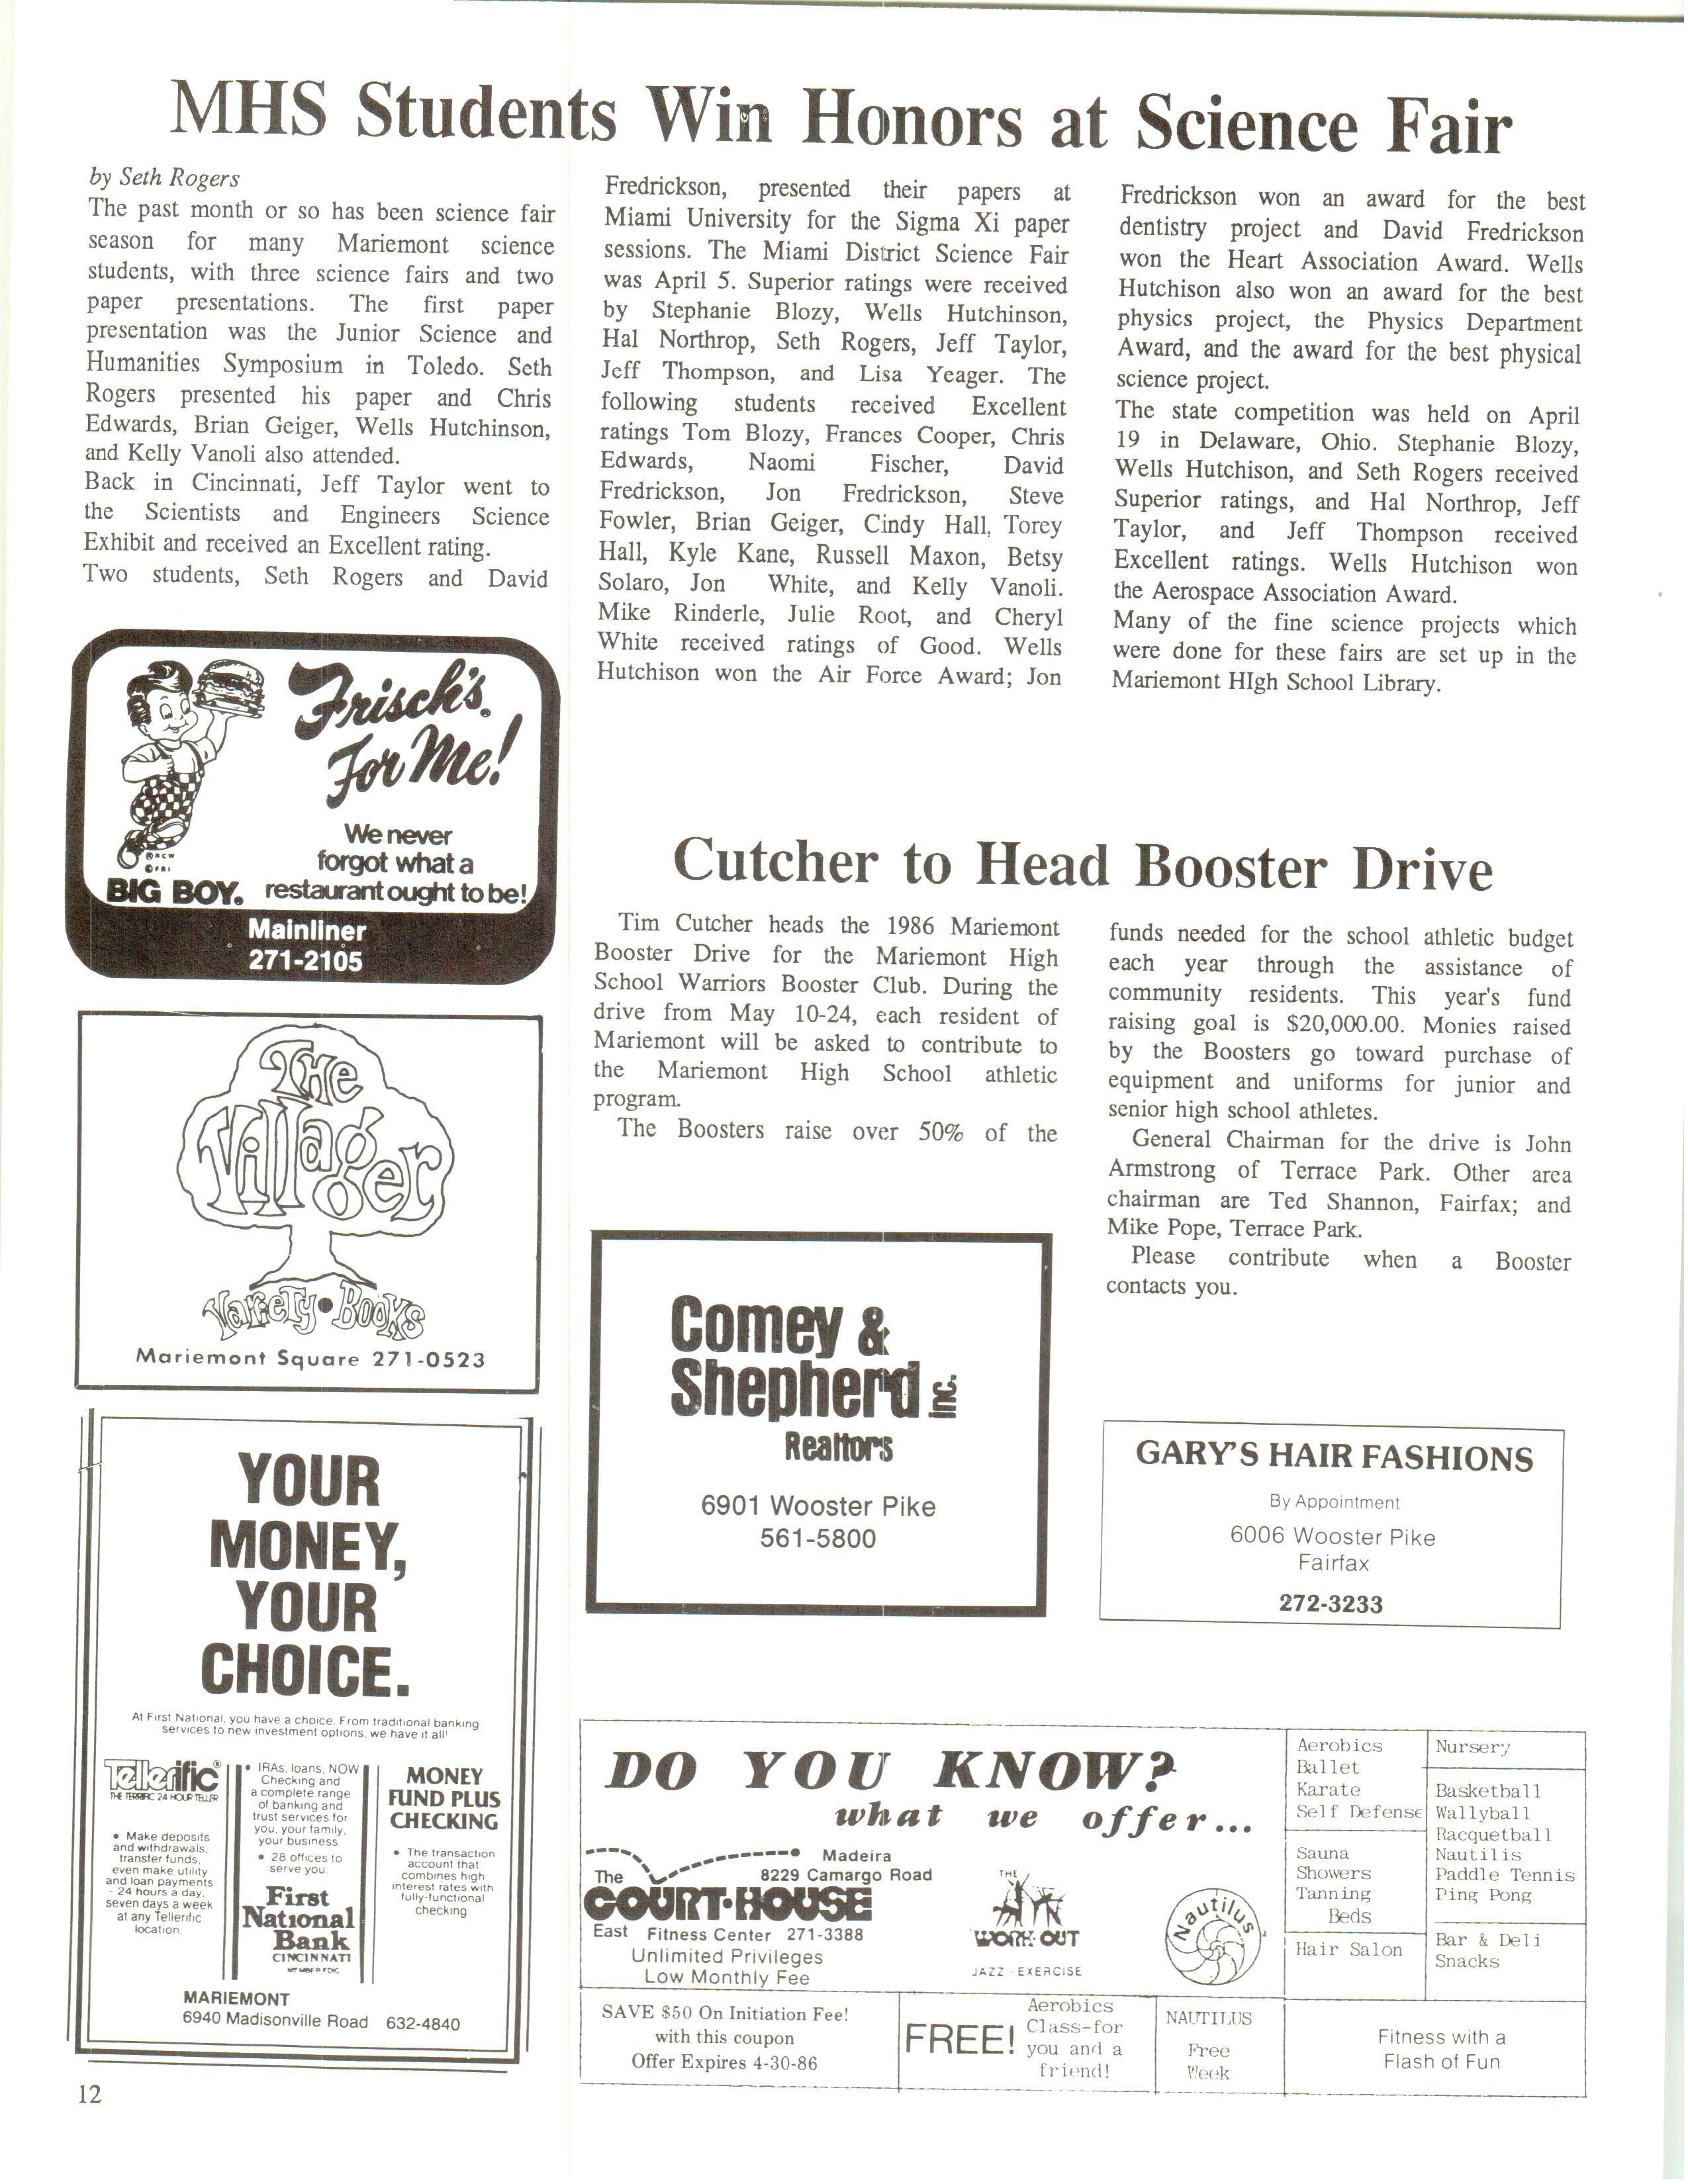 MHS Students Win Honors at Science Fair
by Seth Rogers
The past month or so has been science fair
season for many Mariemont science
students, with three science fairs and two
paper presentations. The first paper
presentation was the Junior Science and
Humanities Symposium in Toledo. Seth
Rogers presented his paper and Chris
Edwards, Brian Geiger, Wells Hutchinson,
and Kelly Vanoli also attended.
Back in Cincinnati, Jeff Taylor went to
the Scientists and Engineers Science
Exhibit and received an Excellent rating.
Two students, Seth Rogers and David
Fredrickson, presented their papers at
Miami University for the Sigma Xi paper
sessions. The Miami District Science Fair
was April 5. Superior ratings were received
by Stephanie Blozy, Wells Hutchinson,
Hal Northrop, Seth Rogers, Jeff Taylor,
Jeff Thompson, and Lisa Yeager. The
following students received Excellent
ratings Tom Blozy, Frances Cooper, Chris
Edwards, Naomi Fischer, David
Fredrickson, Jon Fredrickson, Steve
Fowler, Brian Geiger, Cindy Hall, Torey
Hall, Kyle Kane, Russell Maxon, Betsy
Solaro, Jon White, and Kelly Vanoli.
Mike Rinderle, Julie Root, and Cheryl
White received ratings of Good. Wells
Hutchison won the Air Force Award; Jon
Fredrickson won an award for the best
dentistry project and David Fredrickson
won the Heart Association Award. Wells
Hutchison also won an award for the best
physics project, the Physics Department
Award, and the award for the best physical
science project.
The state competition was held on April
19 in Delaware, Ohio. Stephanie Blozy,
Wells Hutchison, and Seth Rogers received
Superior ratings, and Hal Northrop, Jeff
Taylor, and Jeff Thompson received
Excellent ratings. Wells Hutchison won
the Aerospace Association Award.
Many of the fine science projects which
were done for these fairs are set up in the
Mariemont HIgh School Library.
Frisch's.
For Me!
We never
forgot what a
restaurant ought to be!
® RCW
© FRI
BIG BOY.
Mainliner
271-2105
The
Villager
Variety • Books
Mariemont Square 271-0523
YOUR
MONEY,
YOUR
CHOICE.
At First National, you have a choice. From traditional banking
services to new investment options, we have it all!
Tellerific®
THE TERRIFIC 24 HOUR TELLER
• Make deposits
and withdrawals,
transfer funds,
even make utility
and loan payments
- 24 hours a day,
seven days a week
at any Tellerific
location.
• IRAs, loans, NOW
Checking and
a complete range
of banking and
trust services for
you, your family,
your business
• 28 offices to
serve you.
First
National
Bank
CINCINNATI
MEMBER FDIC
MONEY
FUND PLUS
CHECKING
• The transaction
account that
combines high
interest rates with
fully-functional
checking
MARIEMONT
6940 Madisonville Road 632-4840
Cutcher to Head Booster Drive
Tim Cutcher heads the 1986 Mariemont
Booster Drive for the Mariemont High
School Warriors Booster Club. During the
drive from May 10-24, each resident of
Mariemont will be asked to contribute to
the Mariemont High School athletic
program.
The Boosters raise over 50% of the
funds needed for the school athletic budget
each year through the assistance of
community residents. This year's fund
raising goal is $20,000.00. Monies raised
by the Boosters go toward purchase of
equipment and uniforms for junior and
senior high school athletes.
General Chairman for the drive is John
Armstrong of Terrace Park. Other area
chairman are Ted Shannon, Fairfax; and
Mike Pope, Terrace Park.
Please contribute when a Booster
contacts you.
Comey &
Shepherd Inc.
Realtors
6901 Wooster Pike
561-5800
GARY'S HAIR FASHIONS
By Appointment
6006 Wooster Pike
Fairfax
272-3233
DO YOU KNOW?
what we offer...
Madeira
8229 Camargo Road
The
COURT·HOUSE
East Fitness Center 271-3388
Unlimited Privileges
Low Monthly Fee
THE
WORK·OUT
JAZZ - EXERCISE
Nautilus
Aerobics
Ballet
Karate
Self Defense
Sauna
Showers
Tanning
Beds
Hair Salon
Nursery
Basketball
Wallyball
Racquetball
Nautilis
Paddle Tennis
Ping Pong
Bar & Deli
Snacks
SAVE $50 On Initiation Fee!
with this coupon
Offer Expires 4-30-86
FREE!
Aerobics
Class-for
you and a
friend!
NAUTILUS
Free
Week
Fitness with a
Flash of Fun
12